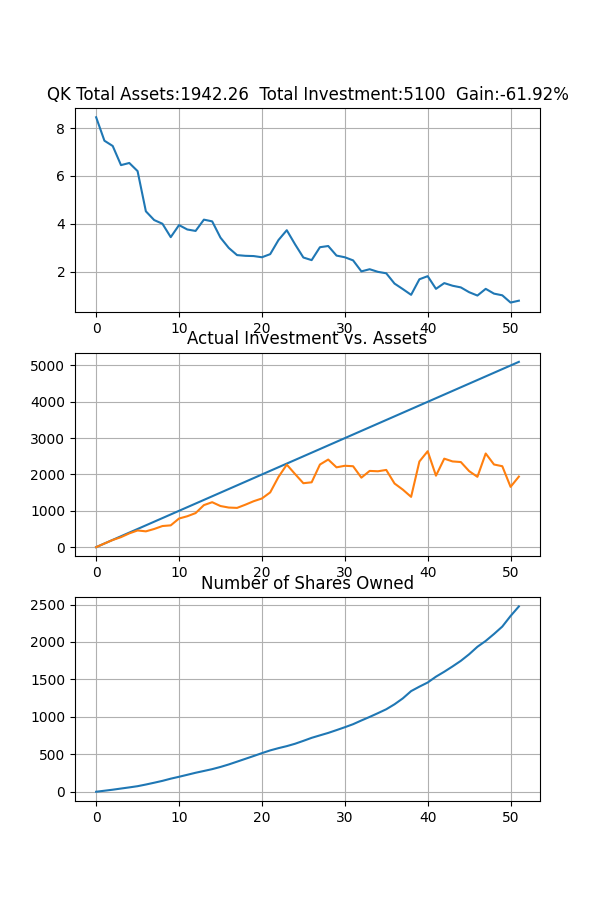 QK Total Assets:1942.26  Total Investment:5100  Gain:-61.92%
8
6
4
2
0 10 20 30 40 50
Actual Investment vs. Assets
5000
4000
3000
2000
1000
0
0 10 20 30 40 50
Number of Shares Owned
2500
2000
1500
1000
500
0
0 10 20 30 40 50